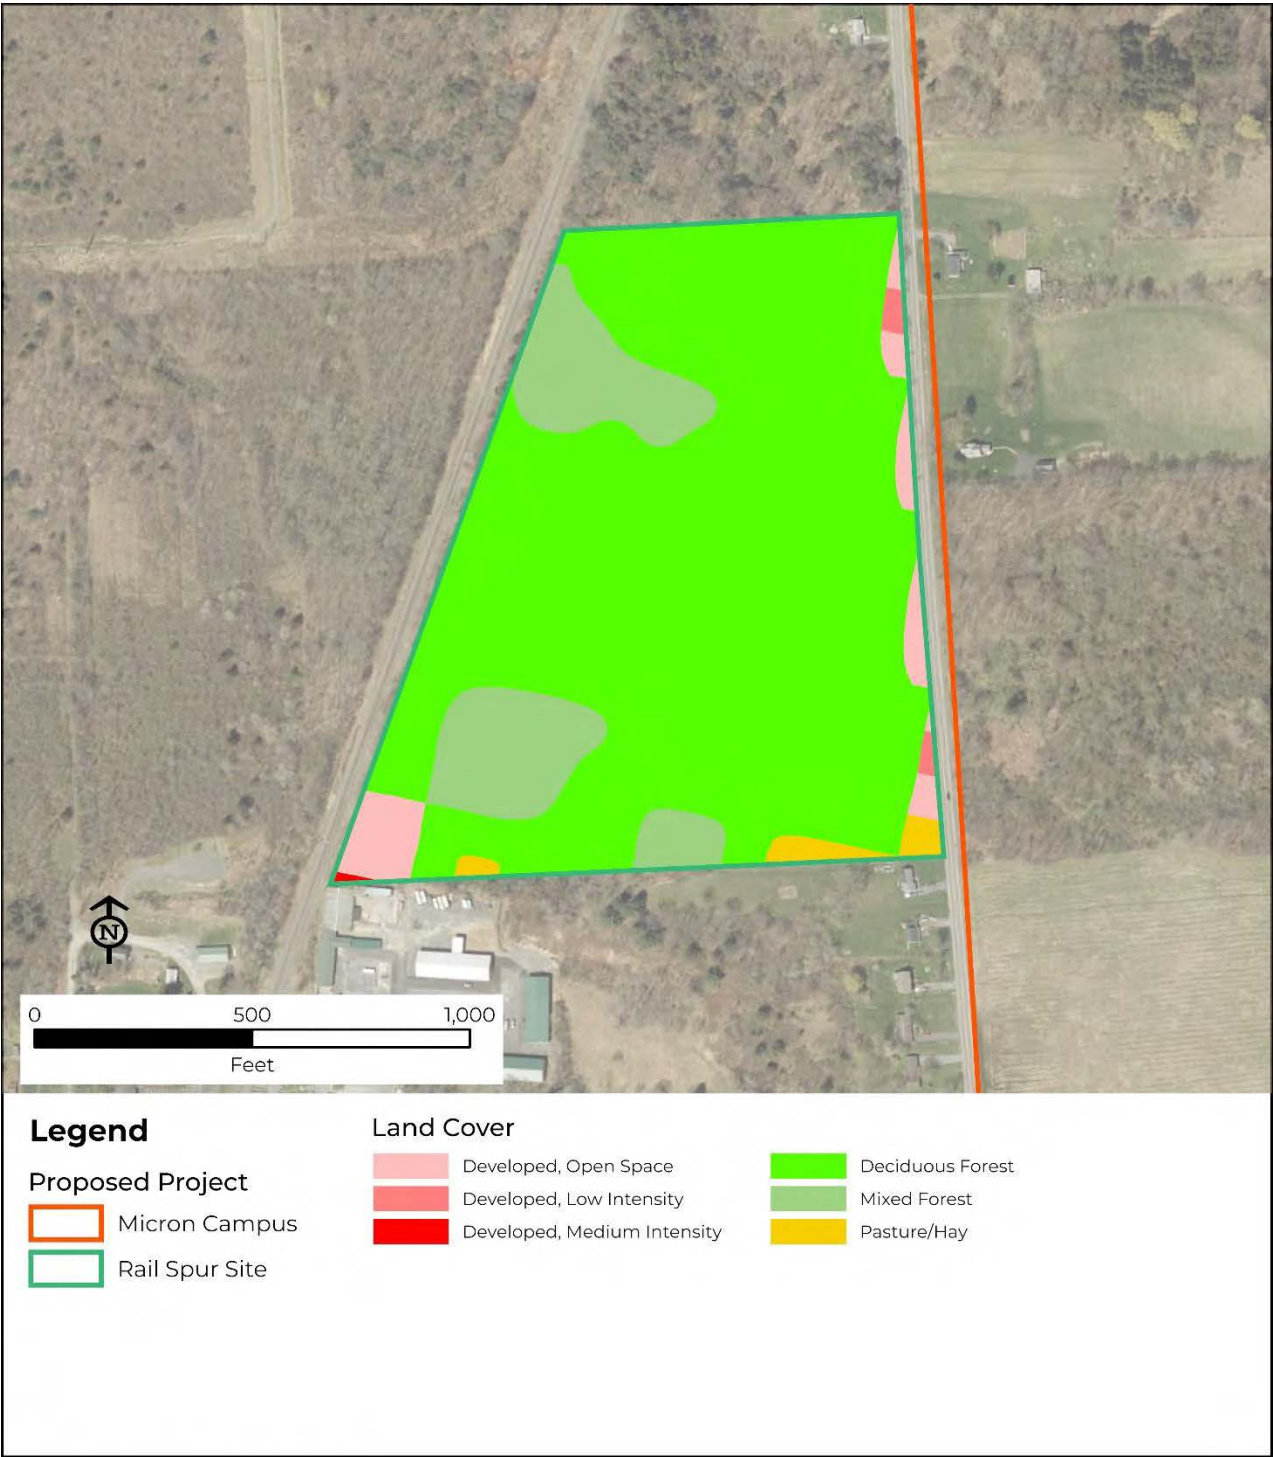 N
0 500 1,000
Feet
Legend
Proposed Project
Micron Campus
Rail Spur Site
Land Cover
Developed, Open Space
Developed, Low Intensity
Developed, Medium Intensity
Deciduous Forest
Mixed Forest
Pasture/Hay